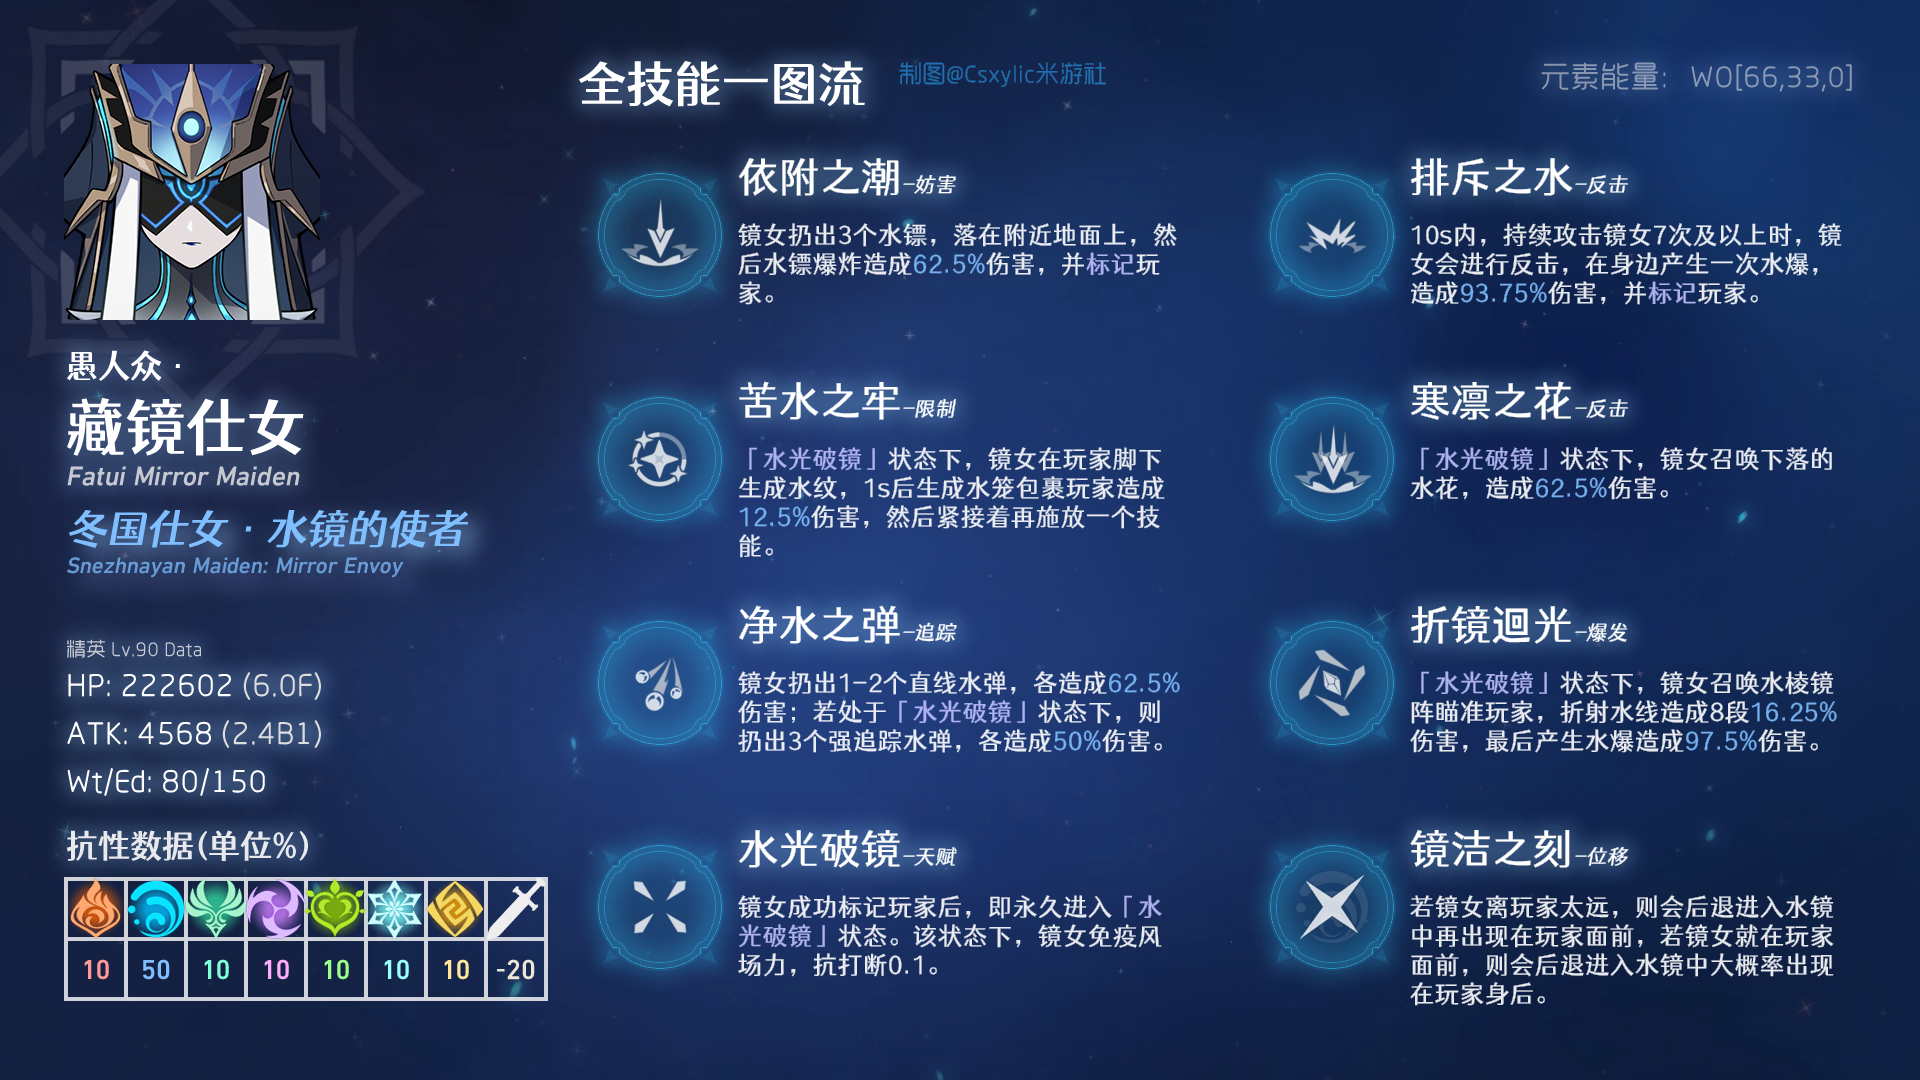 全技能一图流
制图@Csxylic米游社
元素能量: W0[66,33,0]
愚人众 ·
藏镜仕女
Fatui Mirror Maiden
冬国仕女 · 水镜的使者
Snezhnayan Maiden: Mirror Envoy
精英 Lv.90 Data
HP: 222602 (6.0F)
ATK: 4568 (2.4B1)
Wt/Ed: 80/150
抗性数据(单位%)
10 50 10 10 10 10 10 -20
依附之潮-妨害
镜女扔出3个水镖，落在附近地面上，然
后水镖爆炸造成62.5%伤害，并标记玩
家。
排斥之水-反击
10s内，持续攻击镜女7次及以上时，镜
女会进行反击，在身边产生一次水爆，
造成93.75%伤害，并标记玩家。
苦水之牢-限制
「水光破镜」状态下，镜女在玩家脚下
生成水纹，1s后生成水笼包裹玩家造成
12.5%伤害，然后紧接着再施放一个技
能。
寒凛之花-反击
「水光破镜」状态下，镜女召唤下落的
水花，造成62.5%伤害。
净水之弹-追踪
镜女扔出1-2个直线水弹，各造成62.5%
伤害；若处于「水光破镜」状态下，则
扔出3个强追踪水弹，各造成50%伤害。
折镜迴光-爆发
「水光破镜」状态下，镜女召唤水棱镜
阵瞄准玩家，折射水线造成8段16.25%
伤害，最后产生水爆造成97.5%伤害。
水光破镜-天赋
镜女成功标记玩家后，即永久进入「水
光破镜」状态。该状态下，镜女免疫风
场力，抗打断0.1。
镜洁之刻-位移
若镜女离玩家太远，则会后退进入水镜
中再出现在玩家面前，若镜女就在玩家
面前，则会后退进入水镜中大概率出现
在玩家身后。